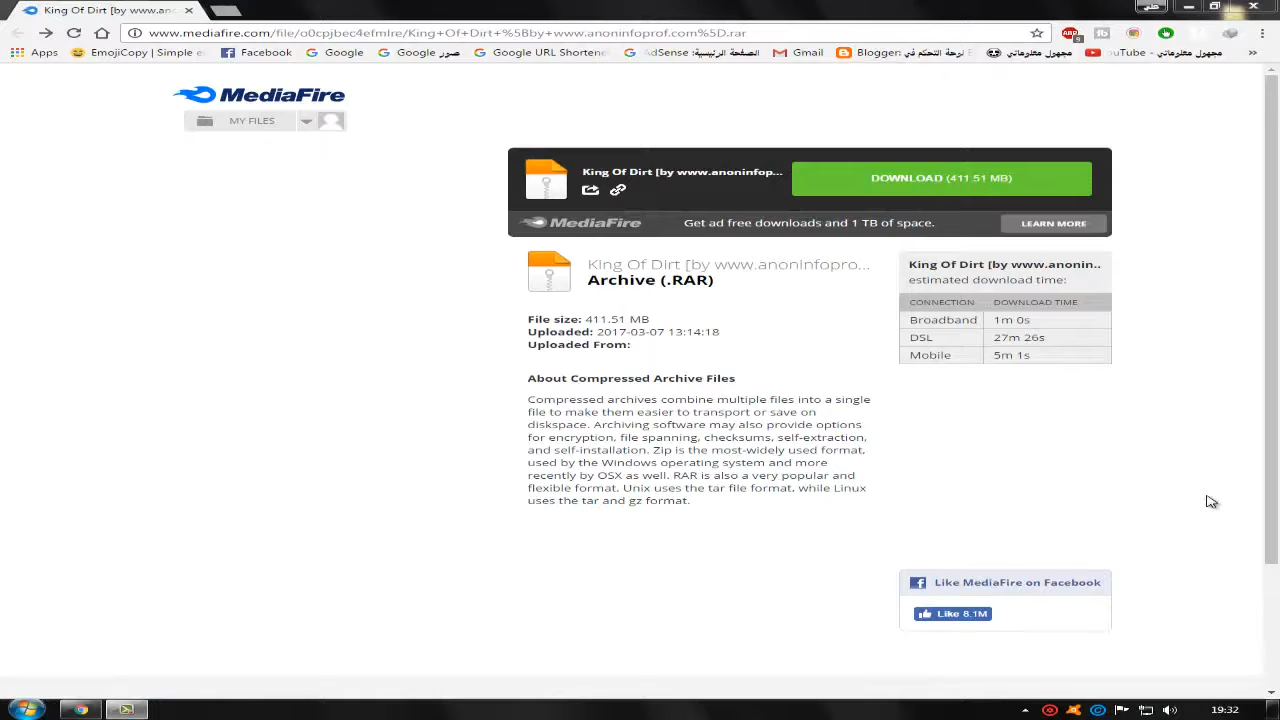 King Of Dirt [by www.an
علي
www.mediafire.com/file/o0cpjbec4efmlre/King+Of+Dirt+%5Bby+www.anoninfoprof.com%5D.rar
Apps
EmojiCopy | Simple e
Facebook
Google
صور Google
Google URL Shortene
الصفحة الرئيسية: AdSense
Gmail
لوحة التحكم في Blogger
مجهول معلوماتي
مجهول معلوماتي - YouTube
»
MediaFire
MY FILES
King Of Dirt [by www.anoninfop...
DOWNLOAD (411.51 MB)
MediaFire
Get ad free downloads and 1 TB of space.
LEARN MORE
King Of Dirt [by www.anoninfopro...
Archive (.RAR)
File size: 411.51 MB
Uploaded: 2017-03-07 13:14:18
Uploaded From:
About Compressed Archive Files
Compressed archives combine multiple files into a single
file to make them easier to transport or save on
diskspace. Archiving software may also provide options
for encryption, file spanning, checksums, self-extraction,
and self-installation. Zip is the most-widely used format,
used by the Windows operating system and more
recently by OSX as well. RAR is also a very popular and
flexible format. Unix uses the tar file format, while Linux
uses the tar and gz format.
King Of Dirt [by www.anonin..
estimated download time:
CONNECTION DOWNLOAD TIME
Broadband 1m 0s
DSL 27m 26s
Mobile 5m 1s
Like MediaFire on Facebook
Like 8.1M
19:32